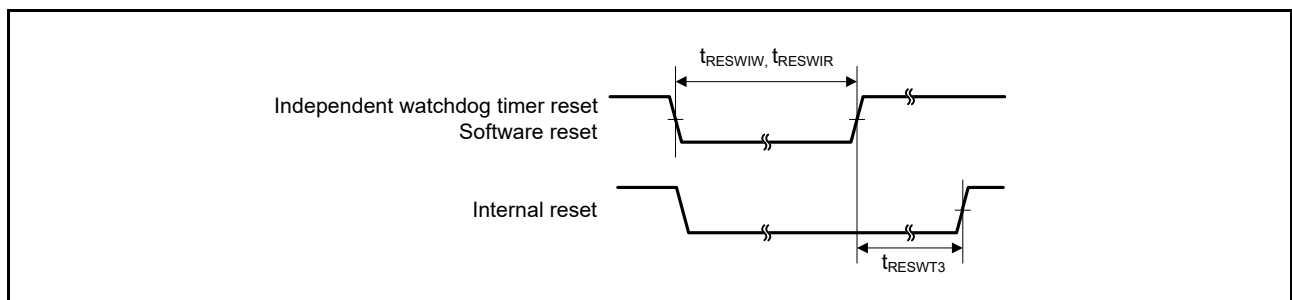 tRESWIW, tRESWIR
Independent watchdog timer reset
Software reset
Internal reset
tRESWT3